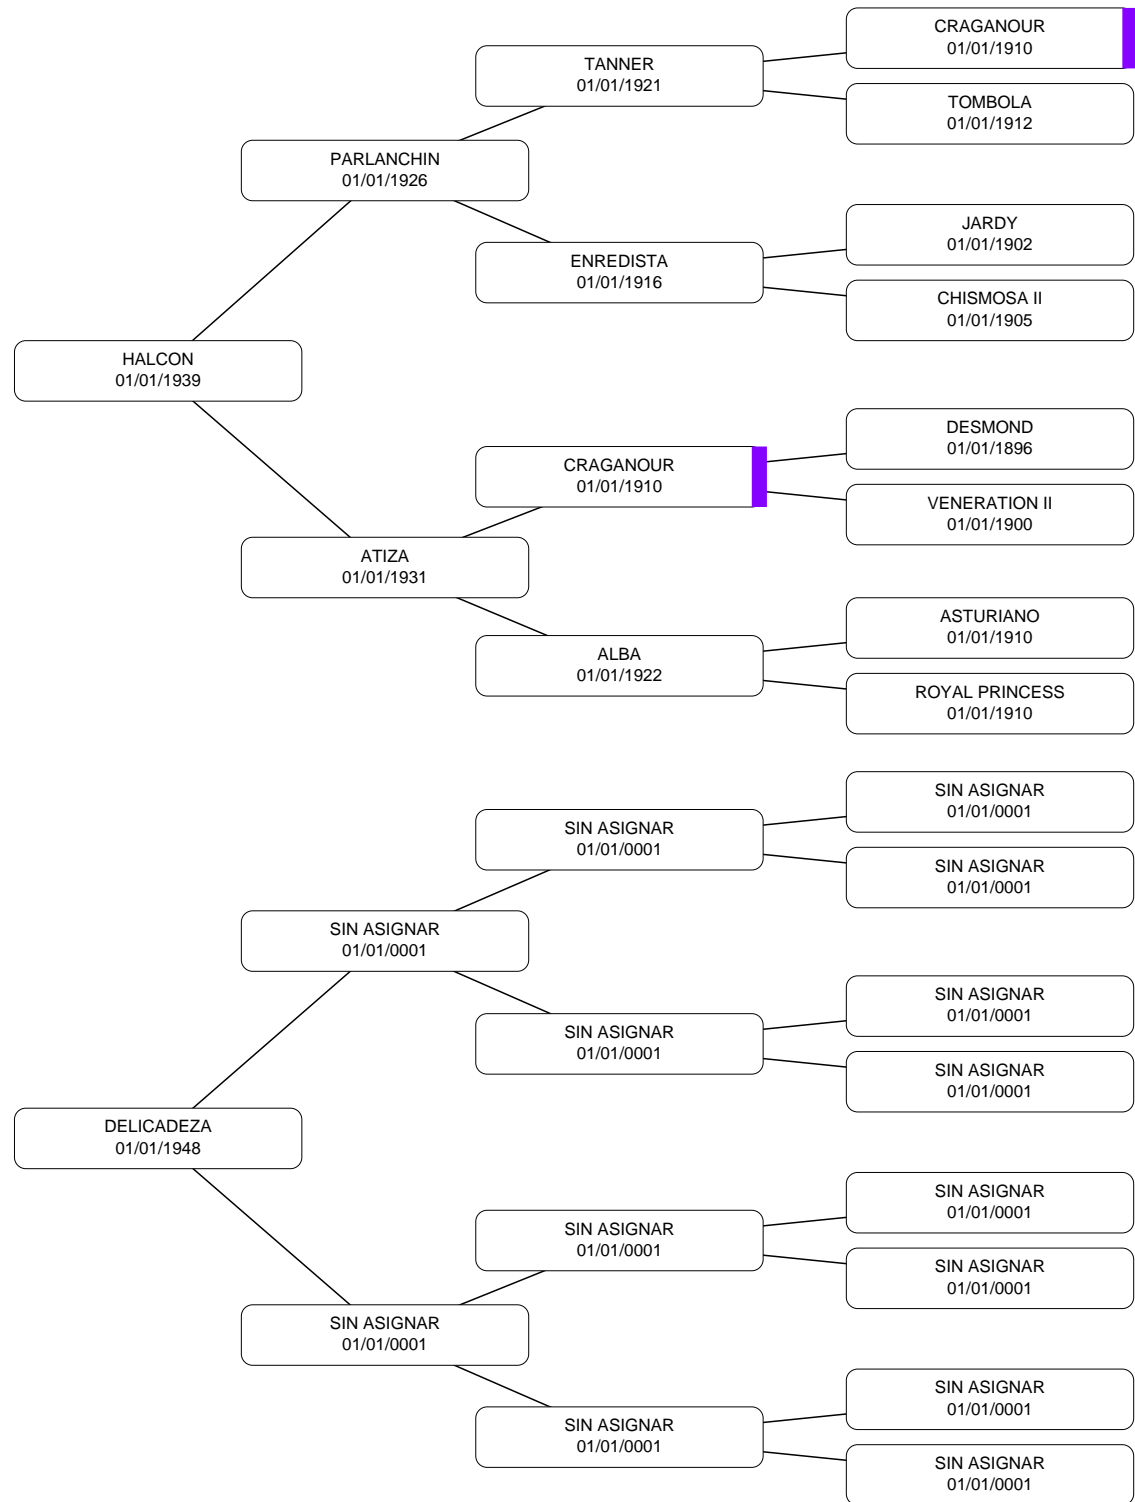 CRAGANOUR
01/01/1910
TANNER
01/01/1921
TOMBOLA
01/01/1912
PARLANCHIN
01/01/1926
JARDY
01/01/1902
ENREDISTA
01/01/1916
CHISMOSA II
01/01/1905
HALCON
01/01/1939
DESMOND
01/01/1896
CRAGANOUR
01/01/1910
VENERATION II
01/01/1900
ATIZA
01/01/1931
ASTURIANO
01/01/1910
ALBA
01/01/1922
ROYAL PRINCESS
01/01/1910
SIN ASIGNAR
01/01/0001
SIN ASIGNAR
01/01/0001
SIN ASIGNAR
01/01/0001
SIN ASIGNAR
01/01/0001
SIN ASIGNAR
01/01/0001
SIN ASIGNAR
01/01/0001
SIN ASIGNAR
01/01/0001
DELICADEZA
01/01/1948
SIN ASIGNAR
01/01/0001
SIN ASIGNAR
01/01/0001
SIN ASIGNAR
01/01/0001
SIN ASIGNAR
01/01/0001
SIN ASIGNAR
01/01/0001
SIN ASIGNAR
01/01/0001
SIN ASIGNAR
01/01/0001